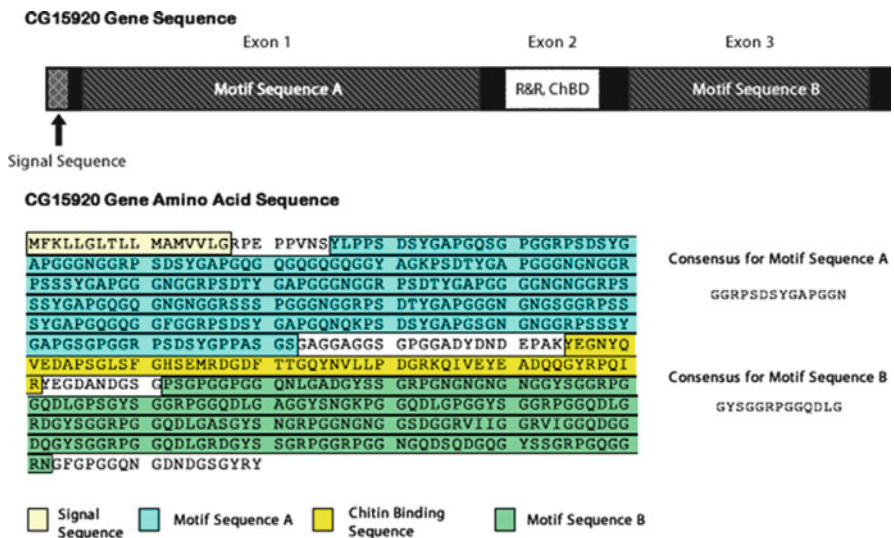 CG15920 Gene Sequence
Exon 1 Exon 2 Exon 3
Motif Sequence A R&R, ChBD Motif Sequence B
Signal Sequence
CG15920 Gene Amino Acid Sequence
MFKLLGLTLL MAMVVLGRPE PPVNSYLPPS DSYGAPGQSG PGGRPSDSYG
APGGGNGGRP SDSYGAPGQG QGQGQGQGGY AGKPSDTYGA PGGGNGNGGR
PSSSYGAPGG GNGGRPSDTY GAPGGGNGGR PSDTYGAPGG GGNGNGGRPS
SSYGAPGQGQ GNGGRSSSYG PPGGGNGGRPS DTYGAPGGGN GNGSGGRPSS
SYGAPGQGQG GFGGRPSDSY GAPGQNQKPS DSYGAPGSGN GNGGRPSSSY
GAPGSGPGGR PSDSYGPPAS GSGAGGAGGS GPGGADYDND EPAKYEGNYQ
VEDAPSGLSF GHSEMRDGDF TTGQYNVLLP DGRKQIVEYE ADQQGYRPQI
RYEGDANDGS GPSGPGGPGG QNLGADGYSS GRPGNGNGNG NGGYSGGRPG
GQDLGPSGYS GGRPGGQDLG AGGYSNGKPG GQDLGPGGYS GGRPGGQDLG
RDGYSGGRPG GQDLGASGYS NGRPGGNGNG GSDGGRVIIG GRVIGGQDGG
DQGYSGGRPG GQDLGRDGYS SGRPGGRPGG NGQDSQDGQG YSSGRPGQGG
RNGFGPGGQN GDNDGSGYRY
Consensus for Motif Sequence A
GGRPSDSYGAPGGN
Consensus for Motif Sequence B
GYSGGRPGGQDLG
Signal Sequence Motif Sequence A Chitin Binding Sequence Motif Sequence B